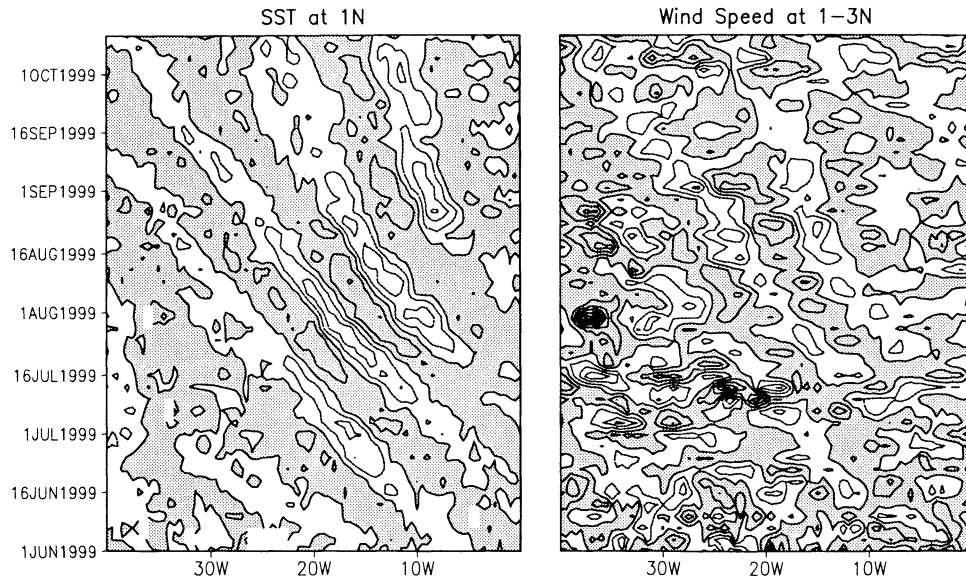 SST at 1N
Wind Speed at 1-3N
1OCT1999
16SEP1999
1SEP1999
16AUG1999
1AUG1999
16JUL1999
1JUL1999
16JUN1999
1JUN1999
30W 20W 10W
30W 20W 10W